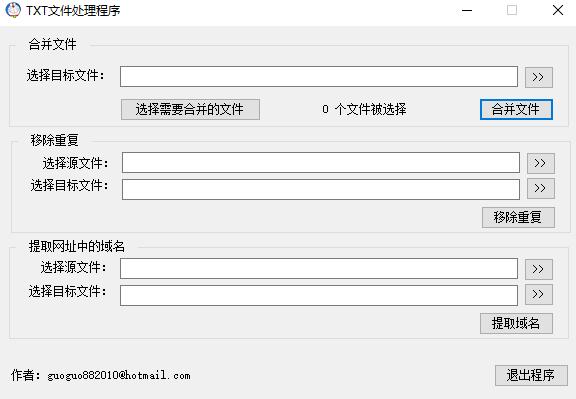 TXT文件处理程序
合并文件
选择目标文件： >>
选择需要合并的文件 0 个文件被选择 合并文件
移除重复
选择源文件： >>
选择目标文件： >>
移除重复
提取网址中的域名
选择源文件： >>
选择目标文件： >>
提取域名
作者：guoguo882010@hotmail.com 退出程序